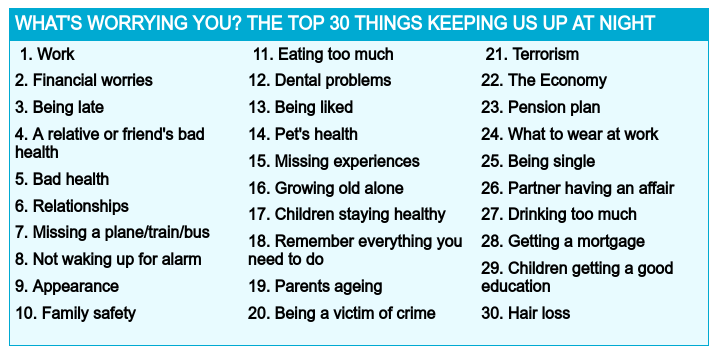 WHAT'S WORRYING YOU? THE TOP 30 THINGS KEEPING US UP AT NIGHT
1. Work
2. Financial worries
3. Being late
4. A relative or friend's bad
health
5. Bad health
6. Relationships
7. Missing a plane/train/bus
8. Not waking up for alarm
9. Appearance
10. Family safety
11. Eating too much
12. Dental problems
13. Being liked
14. Pet's health
15. Missing experiences
16. Growing old alone
17. Children staying healthy
18. Remember everything you
need to do
19. Parents ageing
20. Being a victim of crime
21. Terrorism
22. The Economy
23. Pension plan
24. What to wear at work
25. Being single
26. Partner having an affair
27. Drinking too much
28. Getting a mortgage
29. Children getting a good
education
30. Hair loss